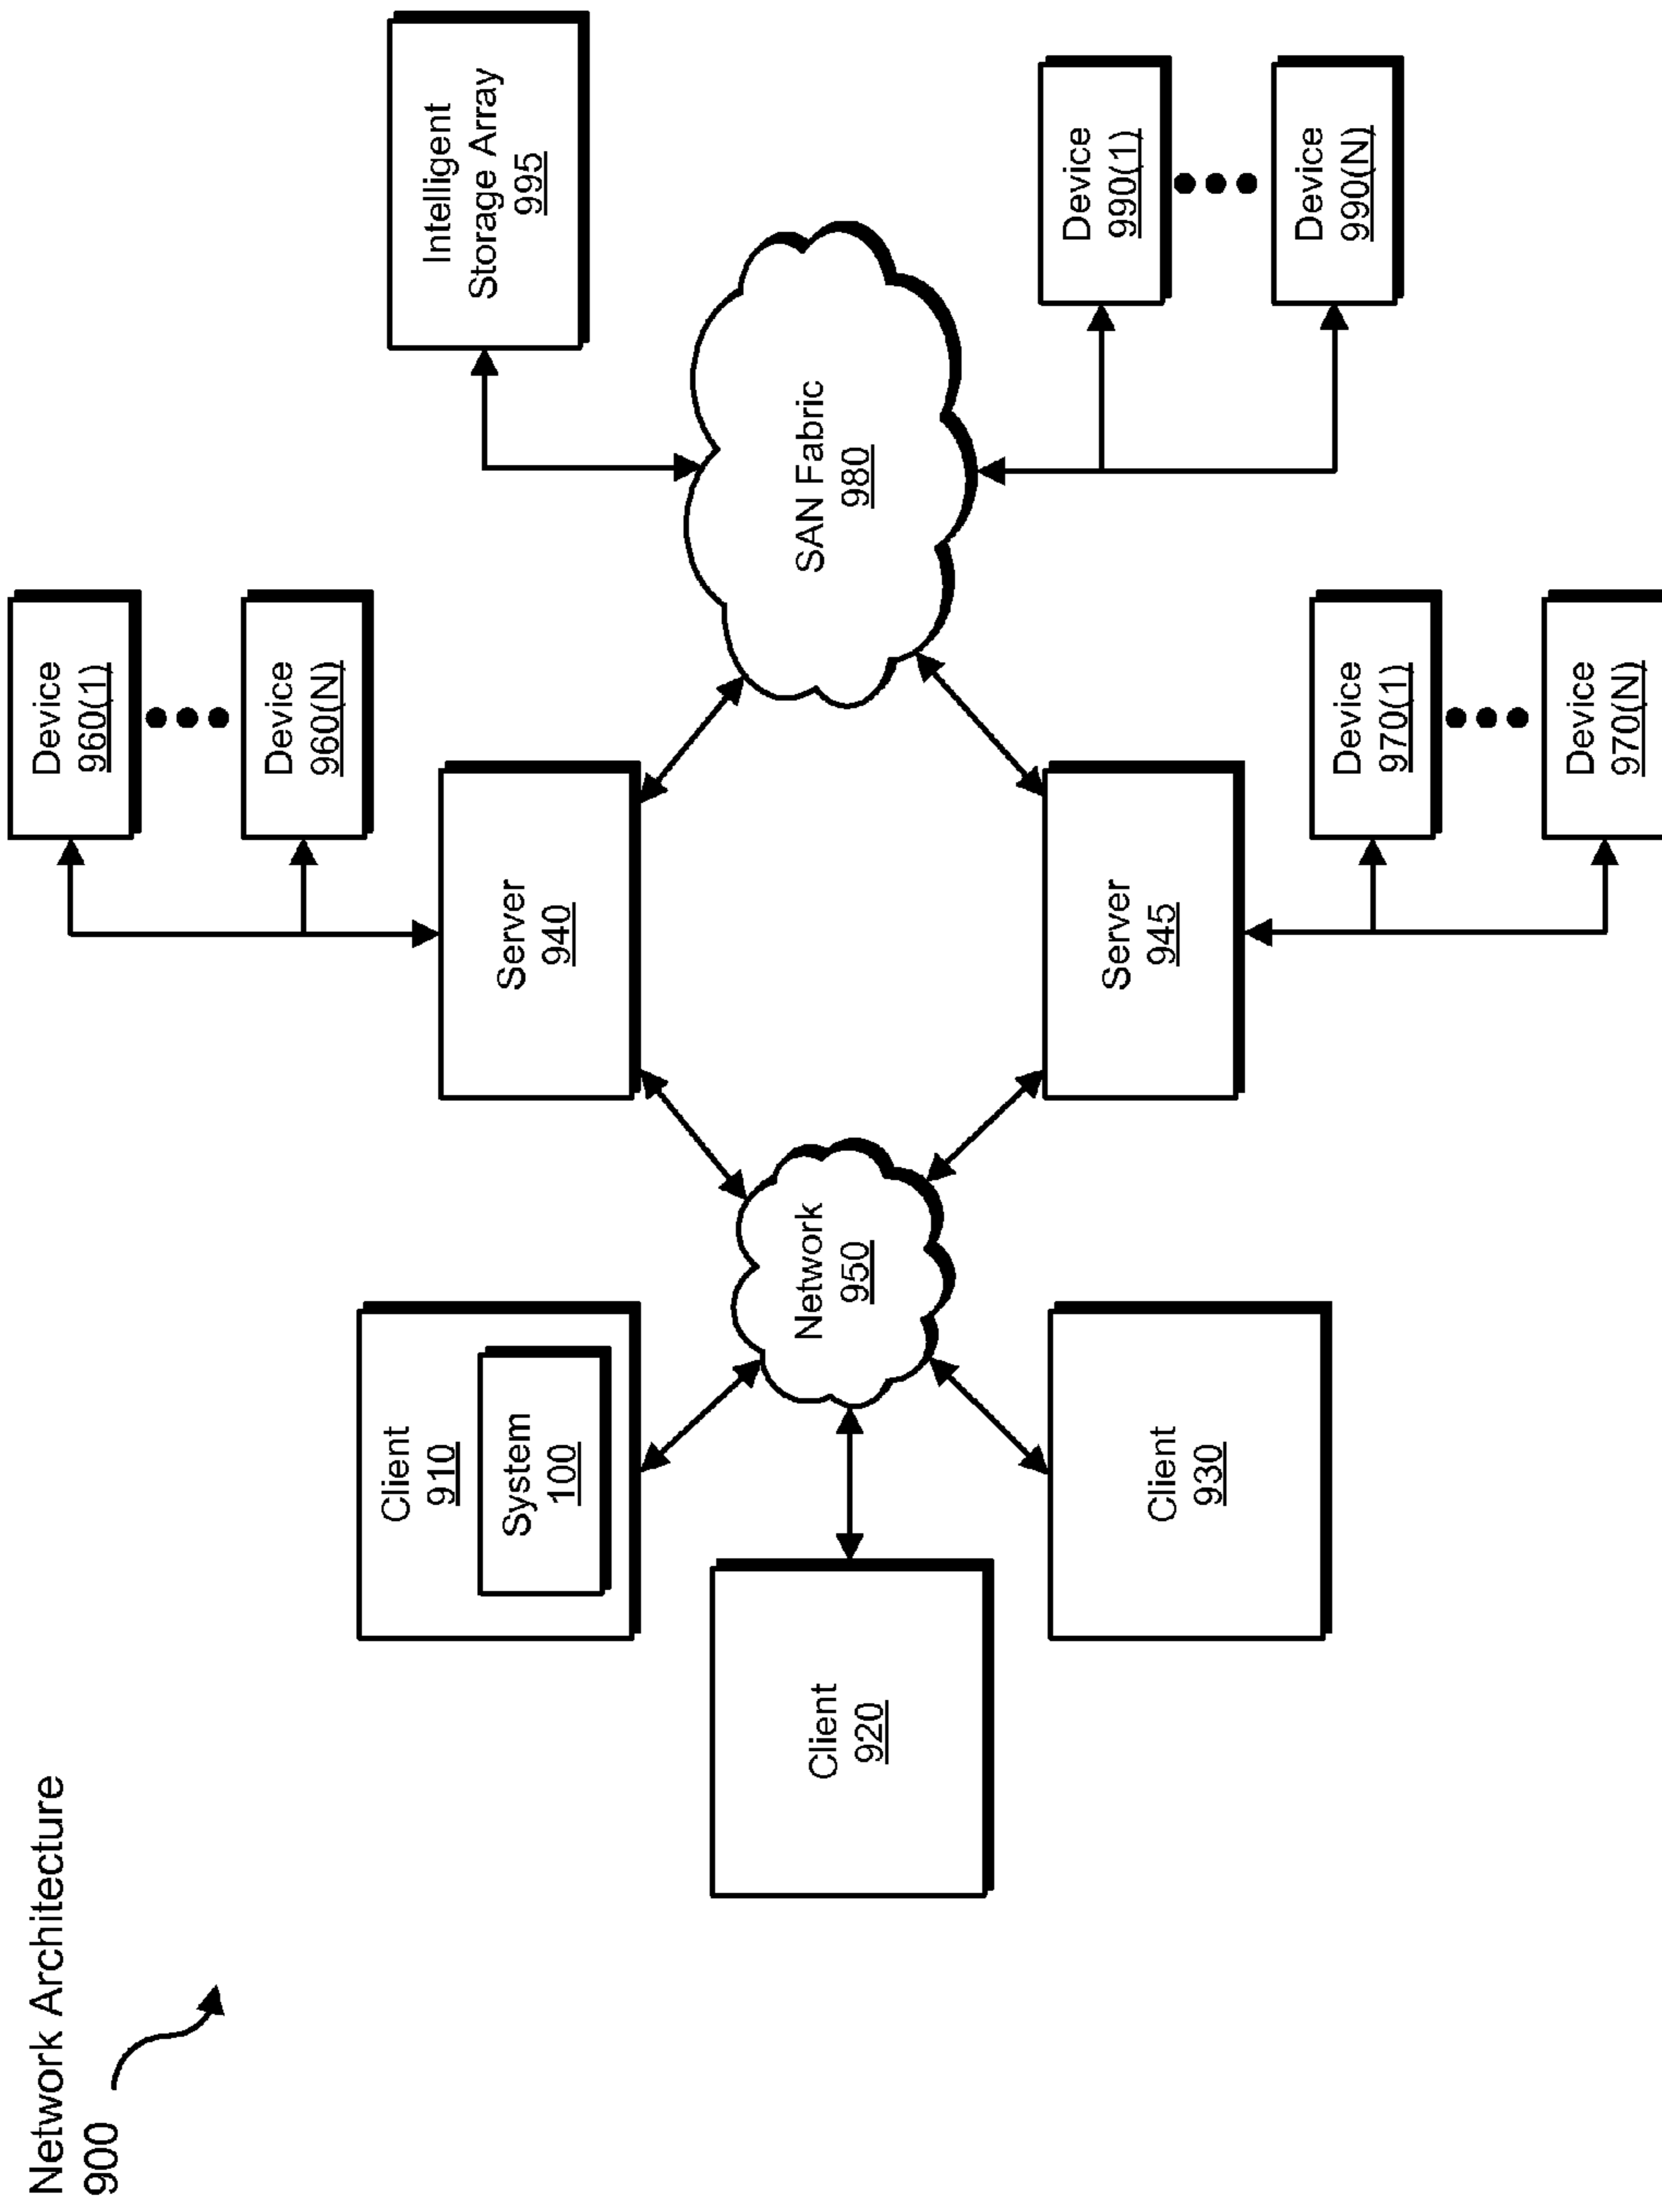 Network Architecture
900
Client
910
System
100
Client
920
Client
930
Network
950
Server
940
Server
945
Device
960(1)
Device
960(N)
Device
970(1)
Device
970(N)
SAN Fabric
980
Intelligent
Storage Array
995
Device
990(1)
Device
990(N)